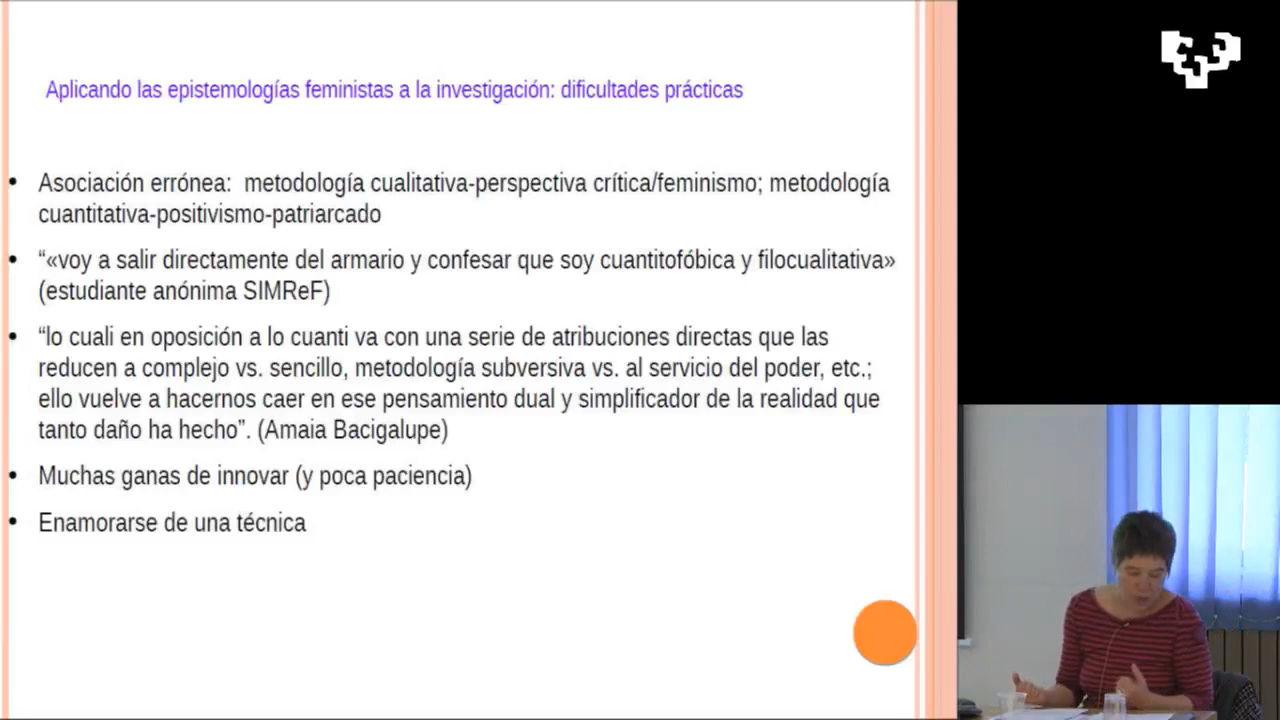 Aplicando las epistemologías feministas a la investigación: dificultades prácticas
• Asociación errónea:  metodología cualitativa-perspectiva crítica/feminismo; metodología
cuantitativa-positivismo-patriarcado
• “«voy a salir directamente del armario y confesar que soy cuantitofóbica y filocualitativa»
(estudiante anónima SIMReF)
• “lo cuali en oposición a lo cuanti va con una serie de atribuciones directas que las
reducen a complejo vs. sencillo, metodología subversiva vs. al servicio del poder, etc.;
ello vuelve a hacernos caer en ese pensamiento dual y simplificador de la realidad que
tanto daño ha hecho”. (Amaia Bacigalupe)
• Muchas ganas de innovar (y poca paciencia)
• Enamorarse de una técnica